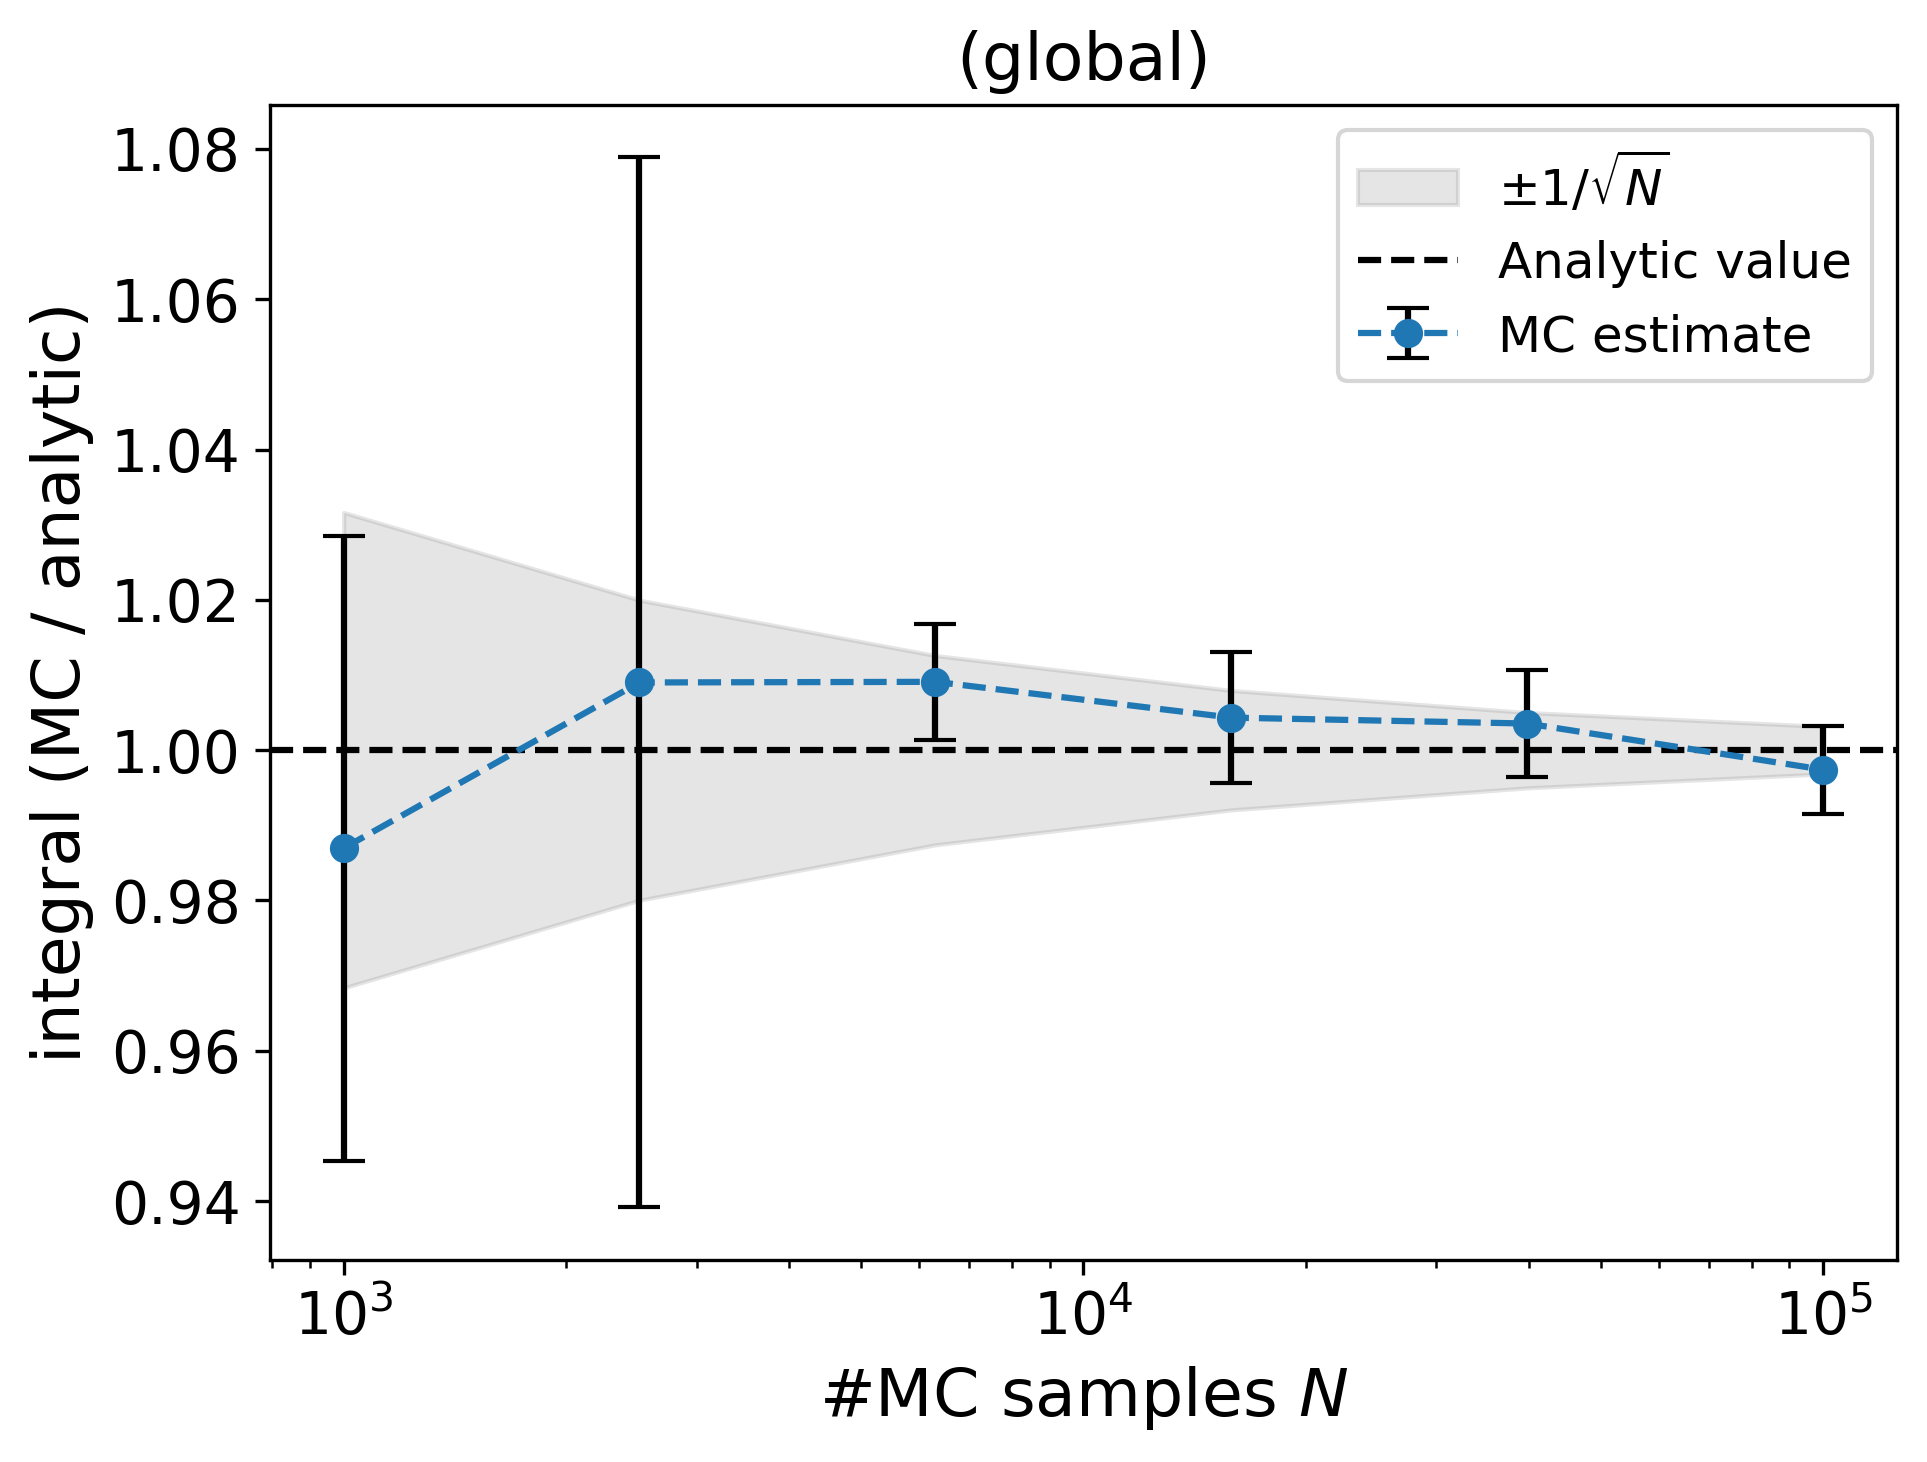 (global)
±1/√N
Analytic value
MC estimate
integral (MC / analytic)
1.08
1.06
1.04
1.02
1.00
0.98
0.96
0.94
10³
10⁴
10⁵
#MC samples N